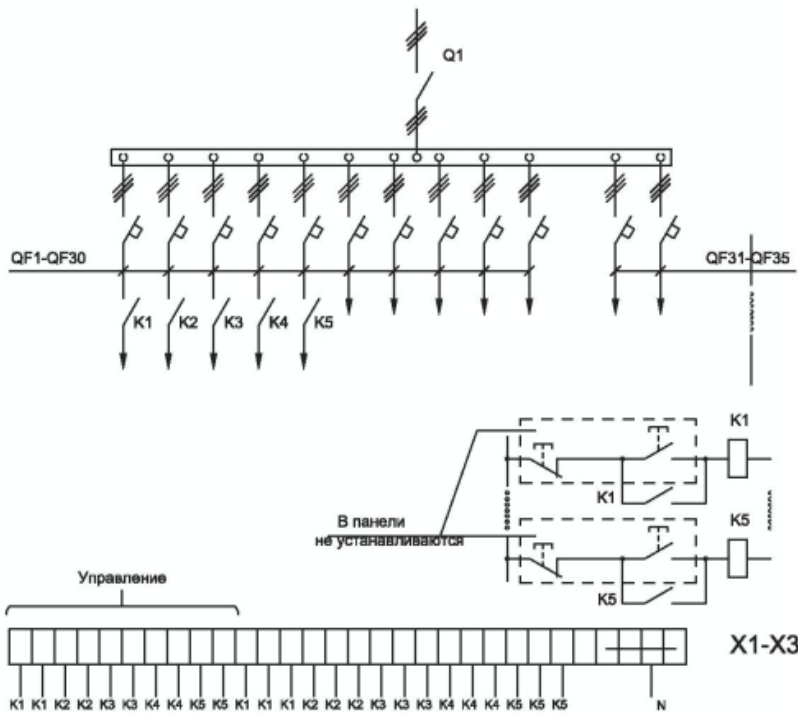 Q1
QF1-QF30
QF31-QF35
K1 K2 K3 K4 K5
K1
K1
В панели
не устанавливаются
K5
K5
Управление
X1-X3
K1 K1 K2 K2 K3 K3 K4 K4 K5 K5 K1 K1 K1 K2 K2 K2 K3 K3 K3 K4 K4 K4 K5 K5 K5 N